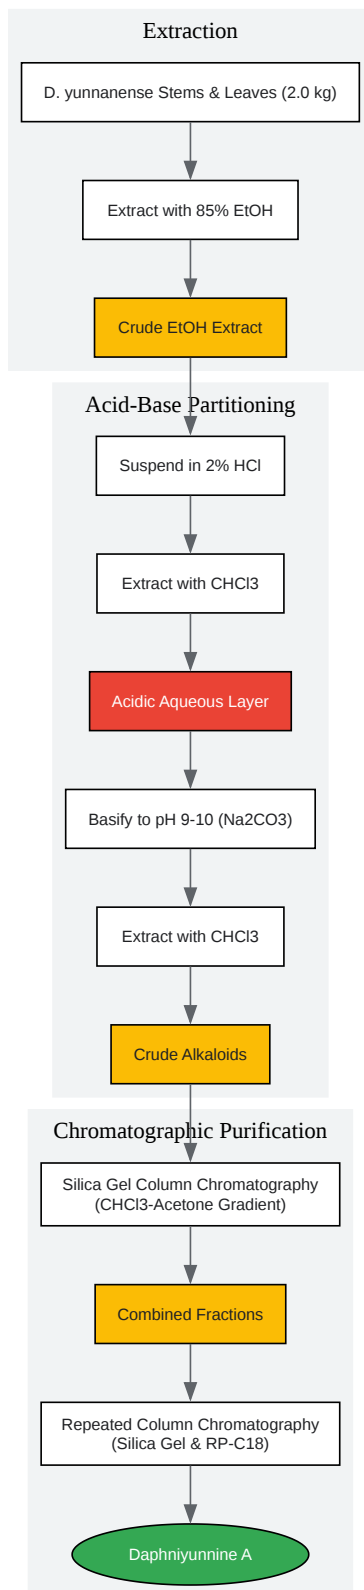 Extraction
D. yunnanense Stems & Leaves (2.0 kg)
Extract with 85% EtOH
Crude EtOH Extract
Acid-Base Partitioning
Suspend in 2% HCl
Extract with CHCl3
Acidic Aqueous Layer
Basify to pH 9-10 (Na2CO3)
Extract with CHCl3
Crude Alkaloids
Chromatographic Purification
Silica Gel Column Chromatography
(CHCl3-Acetone Gradient)
Combined Fractions
Repeated Column Chromatography
(Silica Gel & RP-C18)
Daphniyunnine A